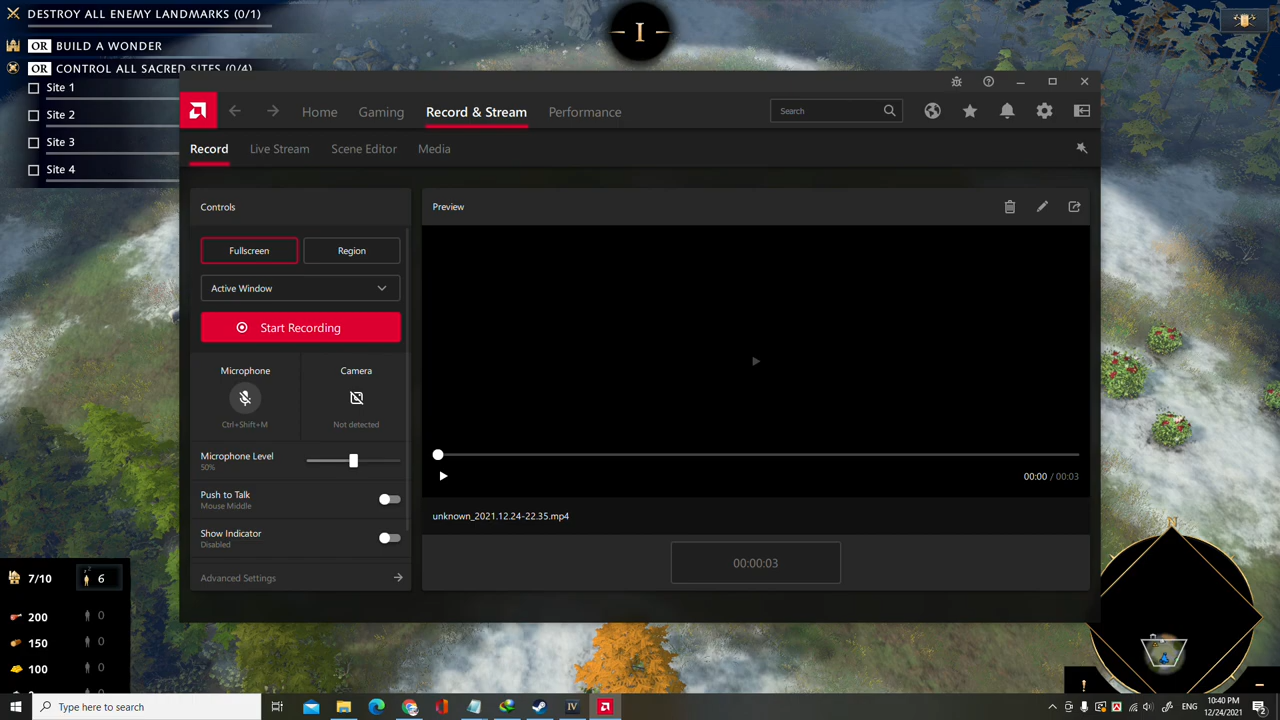 DESTROY ALL ENEMY LANDMARKS (0/1)
I
OR BUILD A WONDER
OR CONTROL ALL SACRED SITES (0/4)
Site 1
Site 2
Site 3
Site 4
Home Gaming Record & Stream Performance
Search
Record Live Stream Scene Editor Media
Controls
Preview
Fullscreen
Region
Active Window
Start Recording
Microphone
Camera
Ctrl+Shift+M
Not detected
Microphone Level
50%
Push to Talk
Mouse Middle
Show Indicator
Disabled
Advanced Settings
00:00 / 00:03
unknown_2021.12.24-22.35.mp4
00:00:03
N
7/10
6
200 0
150 0
100 0
Type here to search
IV
ENG
10:40 PM
12/24/2021
2